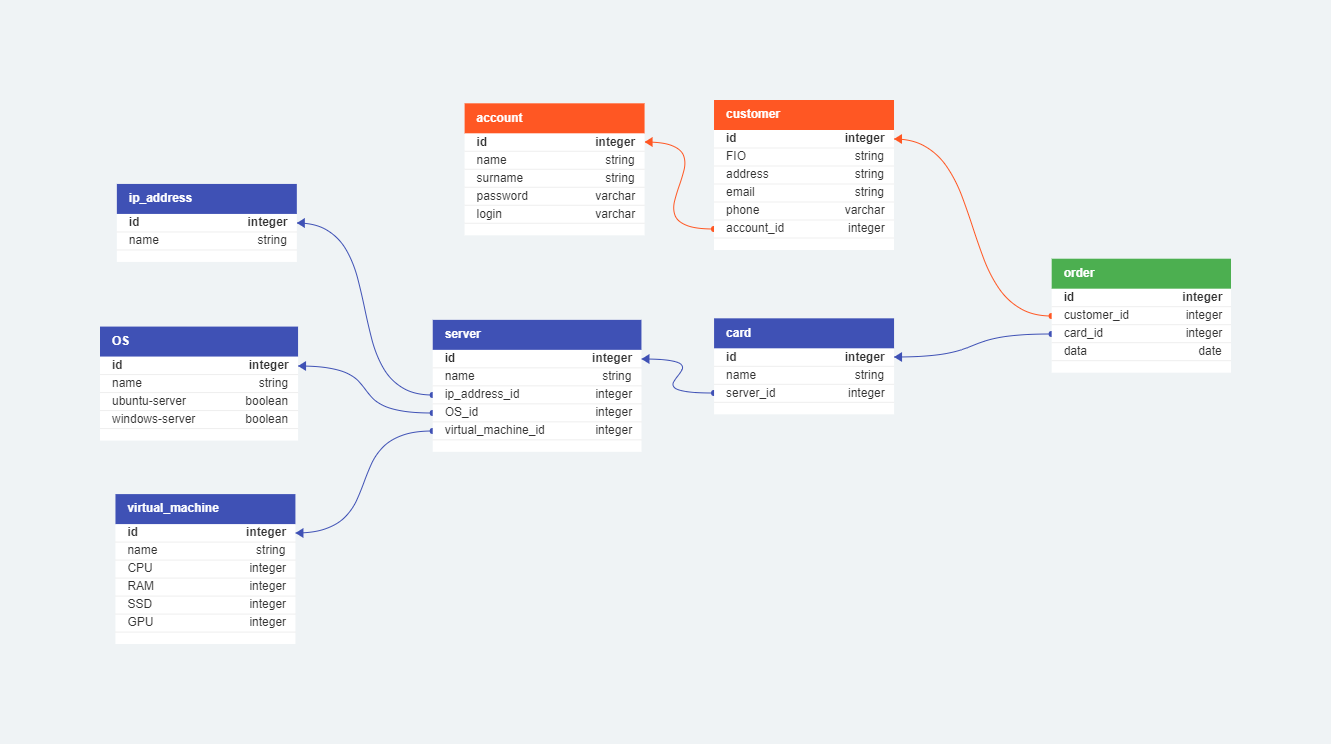 account
id integer
name string
surname string
password varchar
login varchar
customer
id integer
FIO string
address string
email string
phone varchar
account_id integer
ip_address
id integer
name string
order
id integer
customer_id integer
card_id integer
data date
OS
id integer
name string
ubuntu-server boolean
windows-server boolean
server
id integer
name string
ip_address_id integer
OS_id integer
virtual_machine_id integer
card
id integer
name string
server_id integer
virtual_machine
id integer
name string
CPU integer
RAM integer
SSD integer
GPU integer